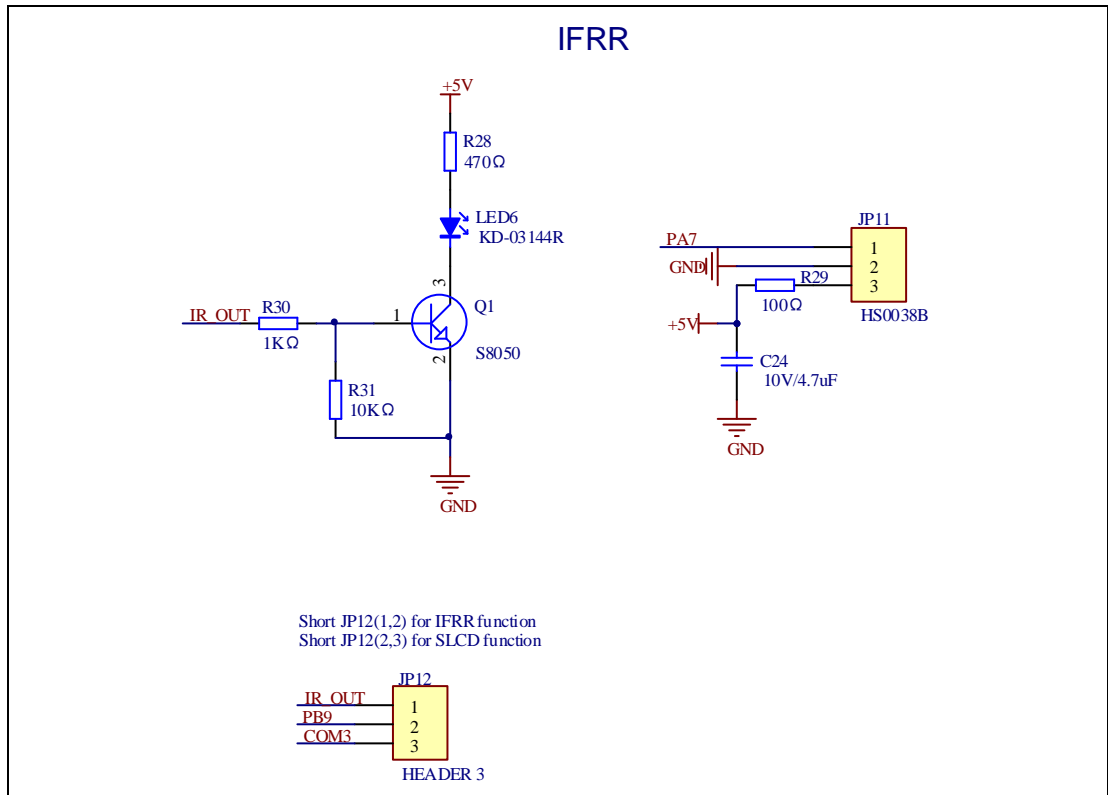 IFRR
+5V
R28
470Ω
LED6
KD-03144R
3
IR_OUT
R30
1KΩ
1
Q1
S8050
2
R31
10KΩ
GND
JP11
PA7
1
GND
2
R29
3
100Ω
HS0038B
+5V
C24
10V/4.7uF
GND
Short JP12(1,2) for IFRR function
Short JP12(2,3) for SLCD function
JP12
IR_OUT
1
PB9
2
COM3
3
HEADER 3